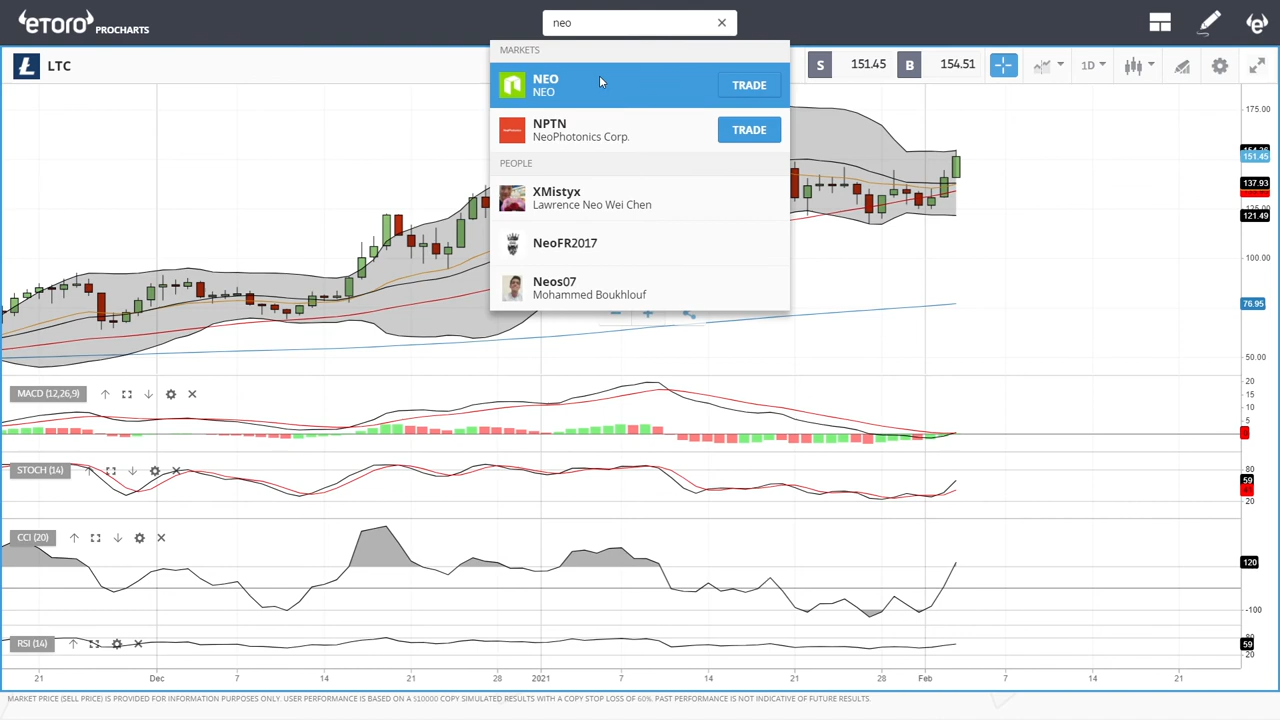 etoro PROCHARTS
neo
MARKETS
NEO
NEO
TRADE
NPTN
NeoPhotonics Corp.
TRADE
PEOPLE
XMistyx
Lawrence Neo Wei Chen
NeoFR2017
Neos07
Mohammed Boukhlouf
LTC
S 151.45 B 154.51
1D
175.00
151.45
137.93
125.00
121.49
100.00
76.95
50.00
MACD (12,26,9)
20
15
10
5
STOCH (14)
80
59
20
CCI (20)
120
-100
RSI (14)
80
59
20
21 Dec 7 14 21 28 2021 7 14 21 28 Feb 7 14 21
MARKET PRICE (SELL PRICE) IS PROVIDED FOR INFORMATION PURPOSES ONLY. USER PERFORMANCE IS BASED ON A $10000 COPY SIMULATED RESULTS WITH A COPY STOP LOSS OF 60%. PAST PERFORMANCE IS NOT INDICATIVE OF FUTURE RESULTS.